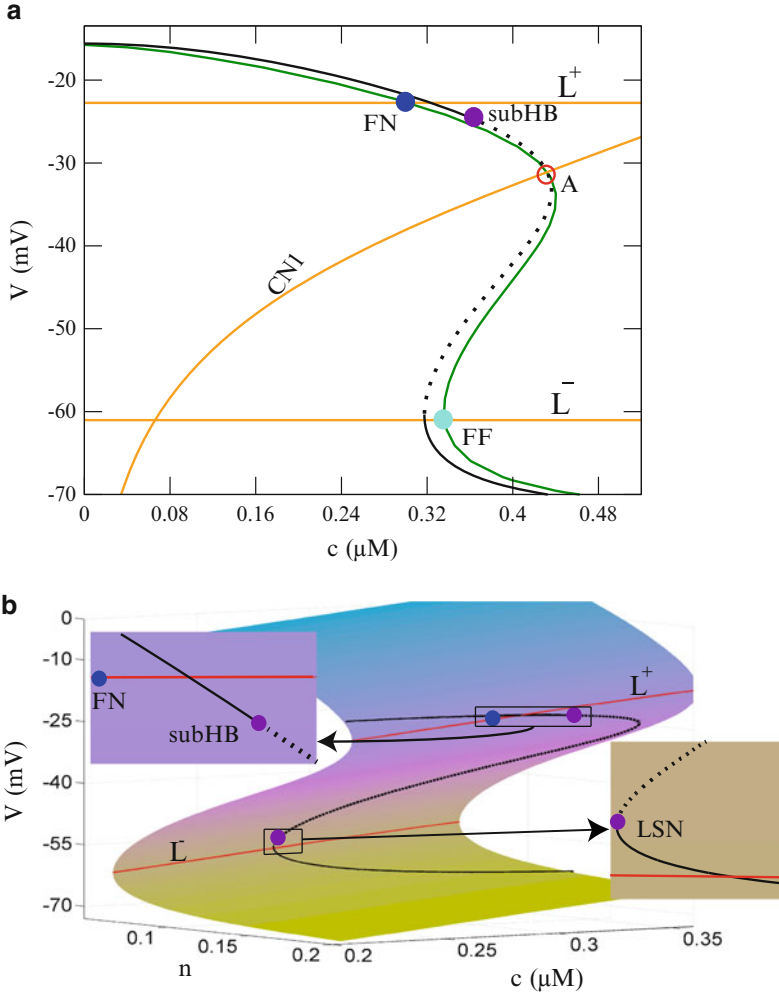 a
-20
-30
-40
-50
-60
-70
V (mV)
0
0.08
0.16
0.24
0.32
0.4
0.48
c (μM)
L+
FN
subHB
A
CN1
L-
FF
b
0
-10
-25
-40
-55
-70
V (mV)
FN
subHB
L+
L-
LSN
0.1
0.15
0.2
n
0.2
0.25
0.3
0.35
c (μM)